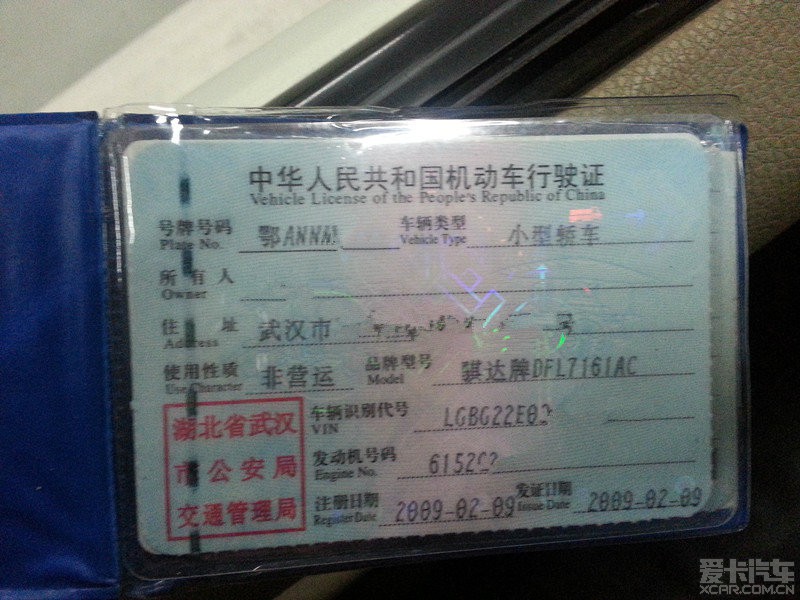 中华人民共和国机动车行驶证
Vehicle License of the People's Republic of China
号牌号码 鄂ANNM 车辆类型 小型轿车
Plate No. Vehicle Type
所有人
Owner
住址 武汉市 号
Address
使用性质 非营运 品牌型号 骐达牌DFL7161AC
Use Character Model
湖北省武汉
市公安局
交通管理局
车辆识别代号 LGBG22E02
VIN
发动机号码 6152C
Engine No.
注册日期 2009-02-09 发证日期 2009-02-09
Register Date Issue Date
爱卡汽车
XCAR.COM.CN